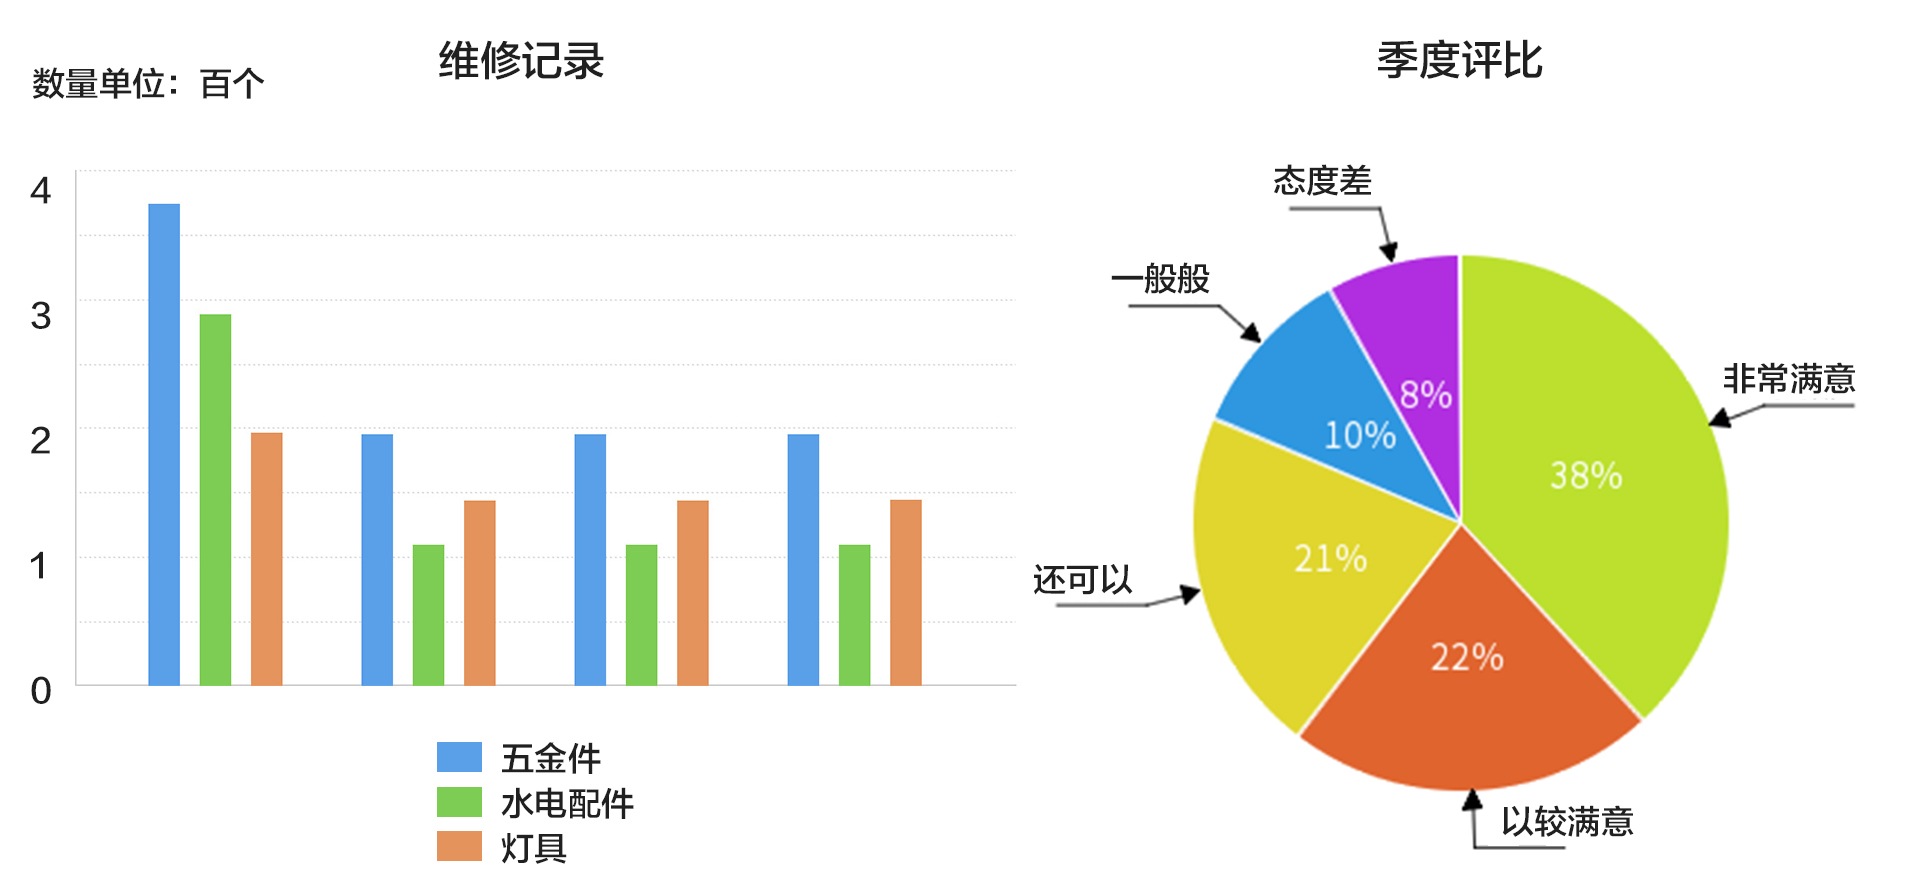 维修记录
数量单位：百个
4
3
2
1
0
五金件
水电配件
灯具
季度评比
态度差
一般般
非常满意
还可以
以较满意
8%
10%
38%
21%
22%